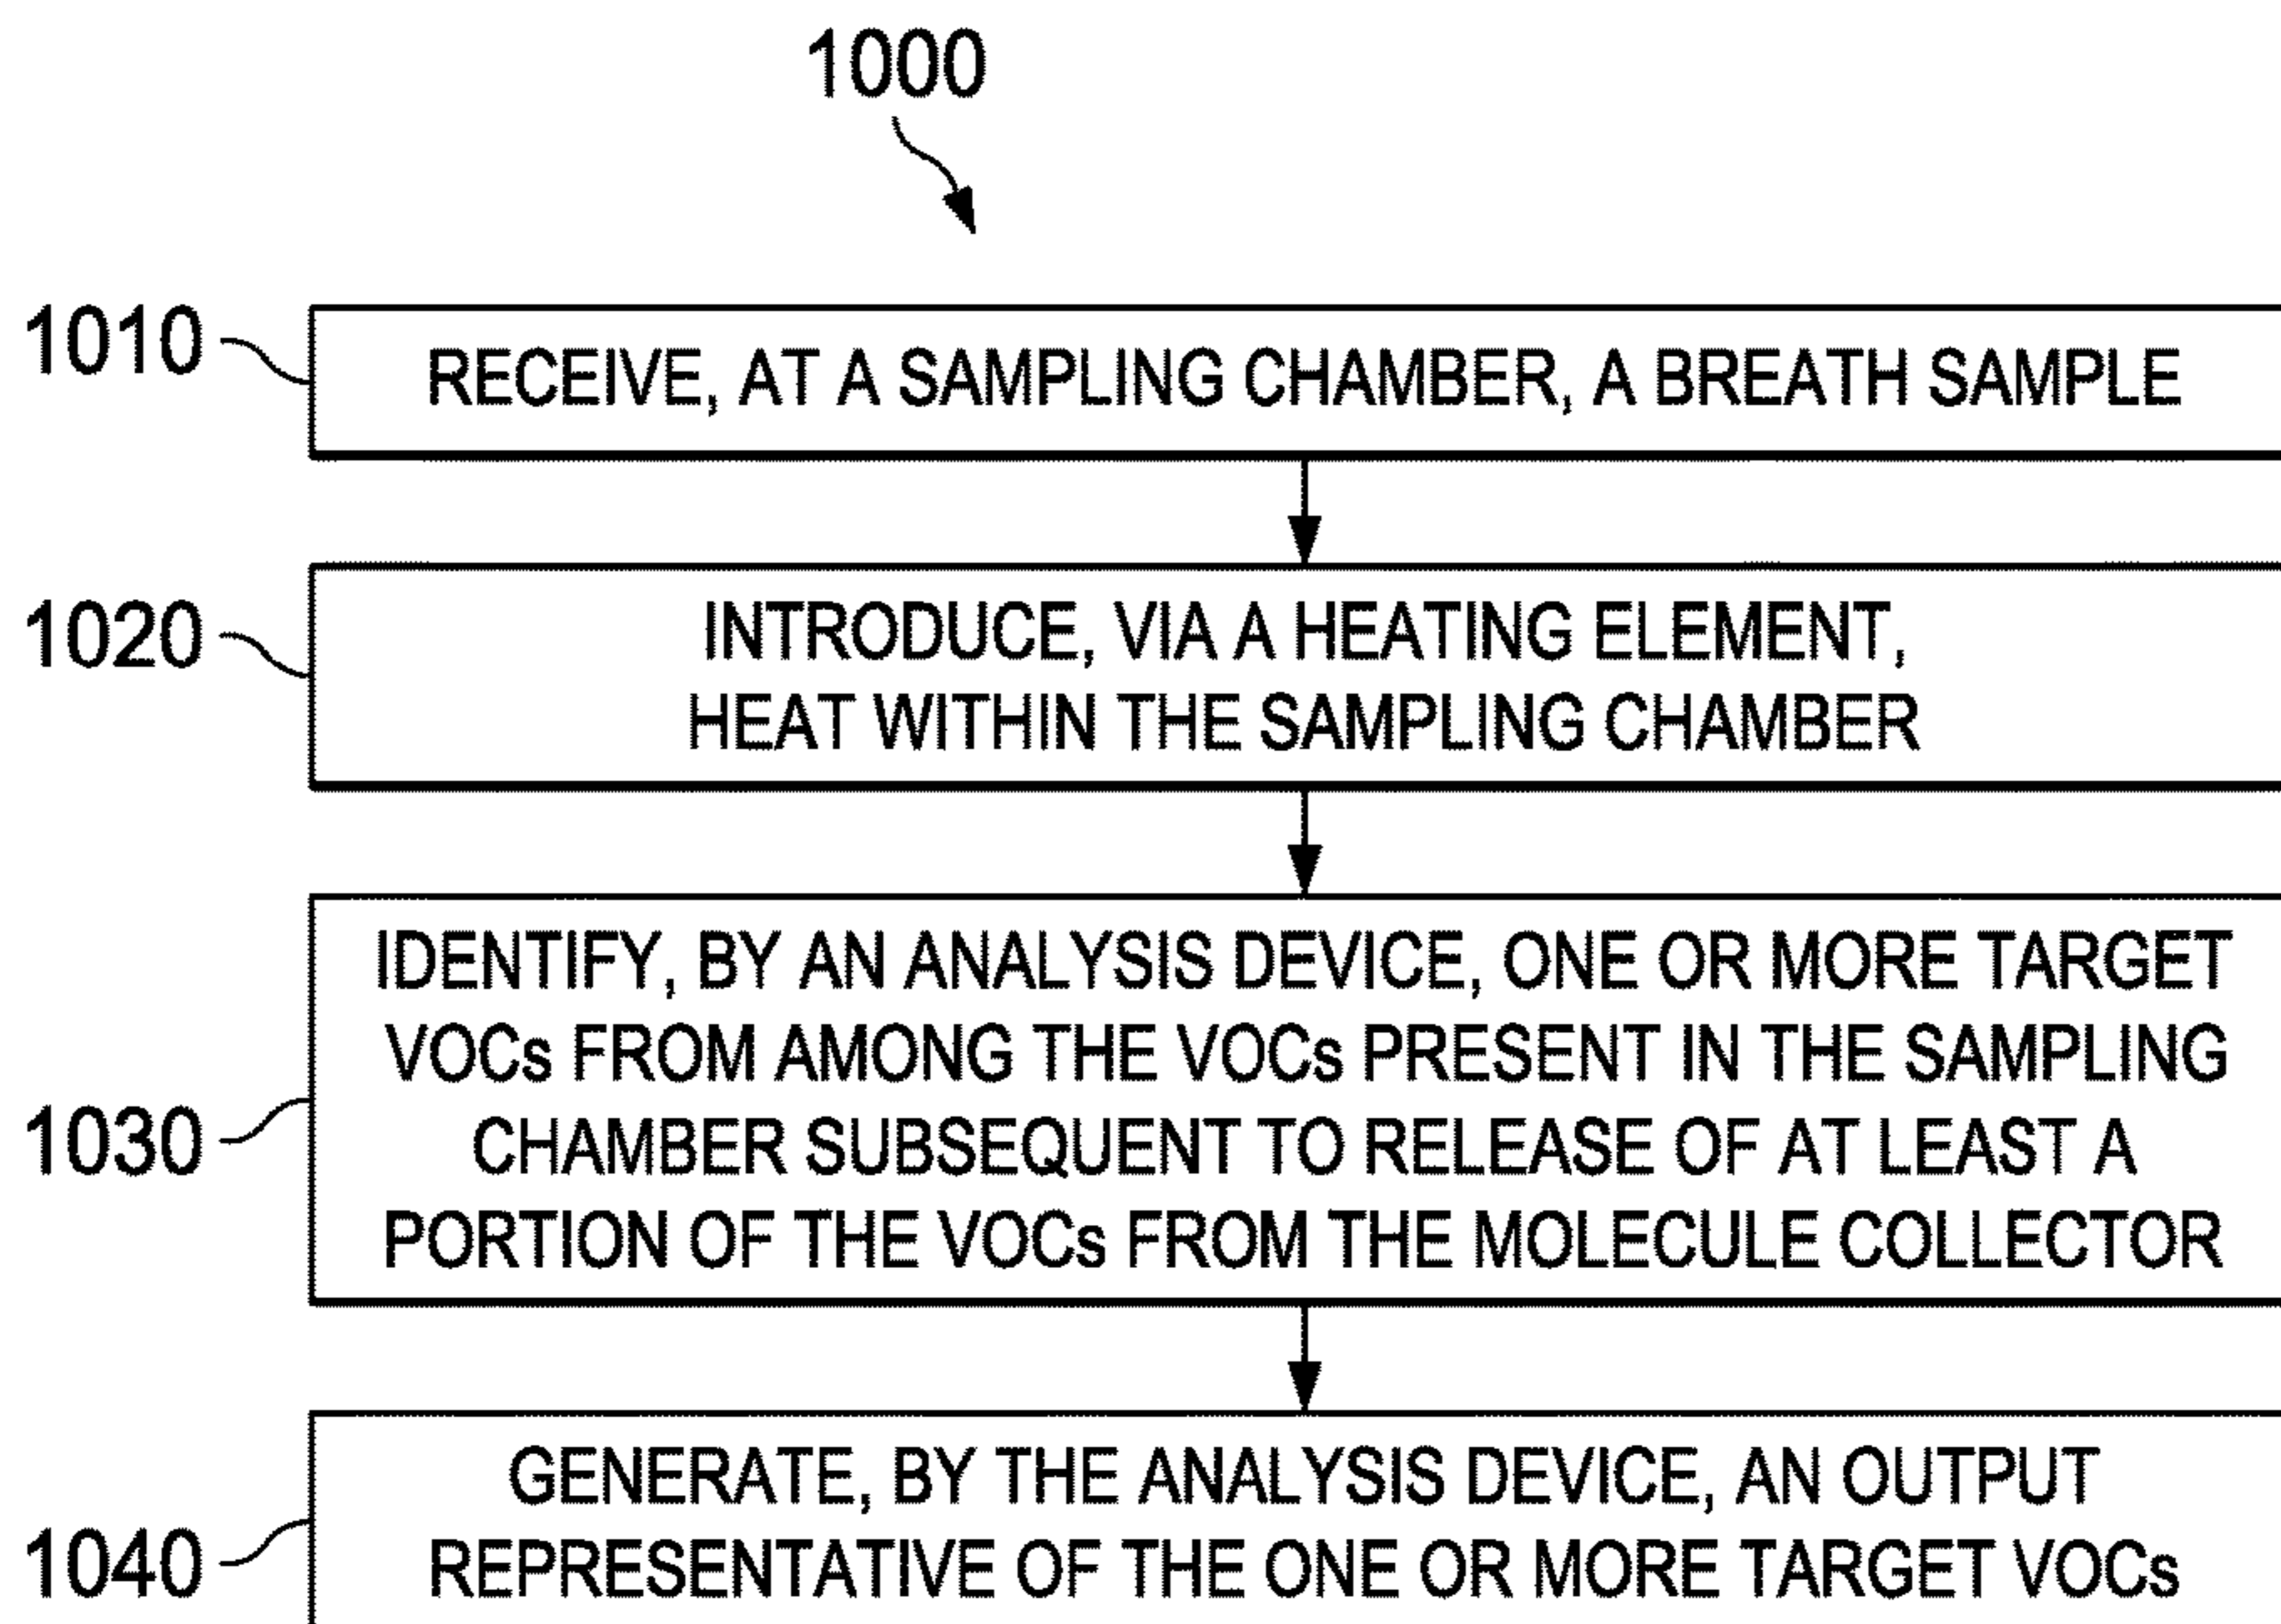 1000
1010
RECEIVE, AT A SAMPLING CHAMBER, A BREATH SAMPLE
1020
INTRODUCE, VIA A HEATING ELEMENT,
HEAT WITHIN THE SAMPLING CHAMBER
1030
IDENTIFY, BY AN ANALYSIS DEVICE, ONE OR MORE TARGET
VOCs FROM AMONG THE VOCs PRESENT IN THE SAMPLING
CHAMBER SUBSEQUENT TO RELEASE OF AT LEAST A
PORTION OF THE VOCs FROM THE MOLECULE COLLECTOR
1040
GENERATE, BY THE ANALYSIS DEVICE, AN OUTPUT
REPRESENTATIVE OF THE ONE OR MORE TARGET VOCs